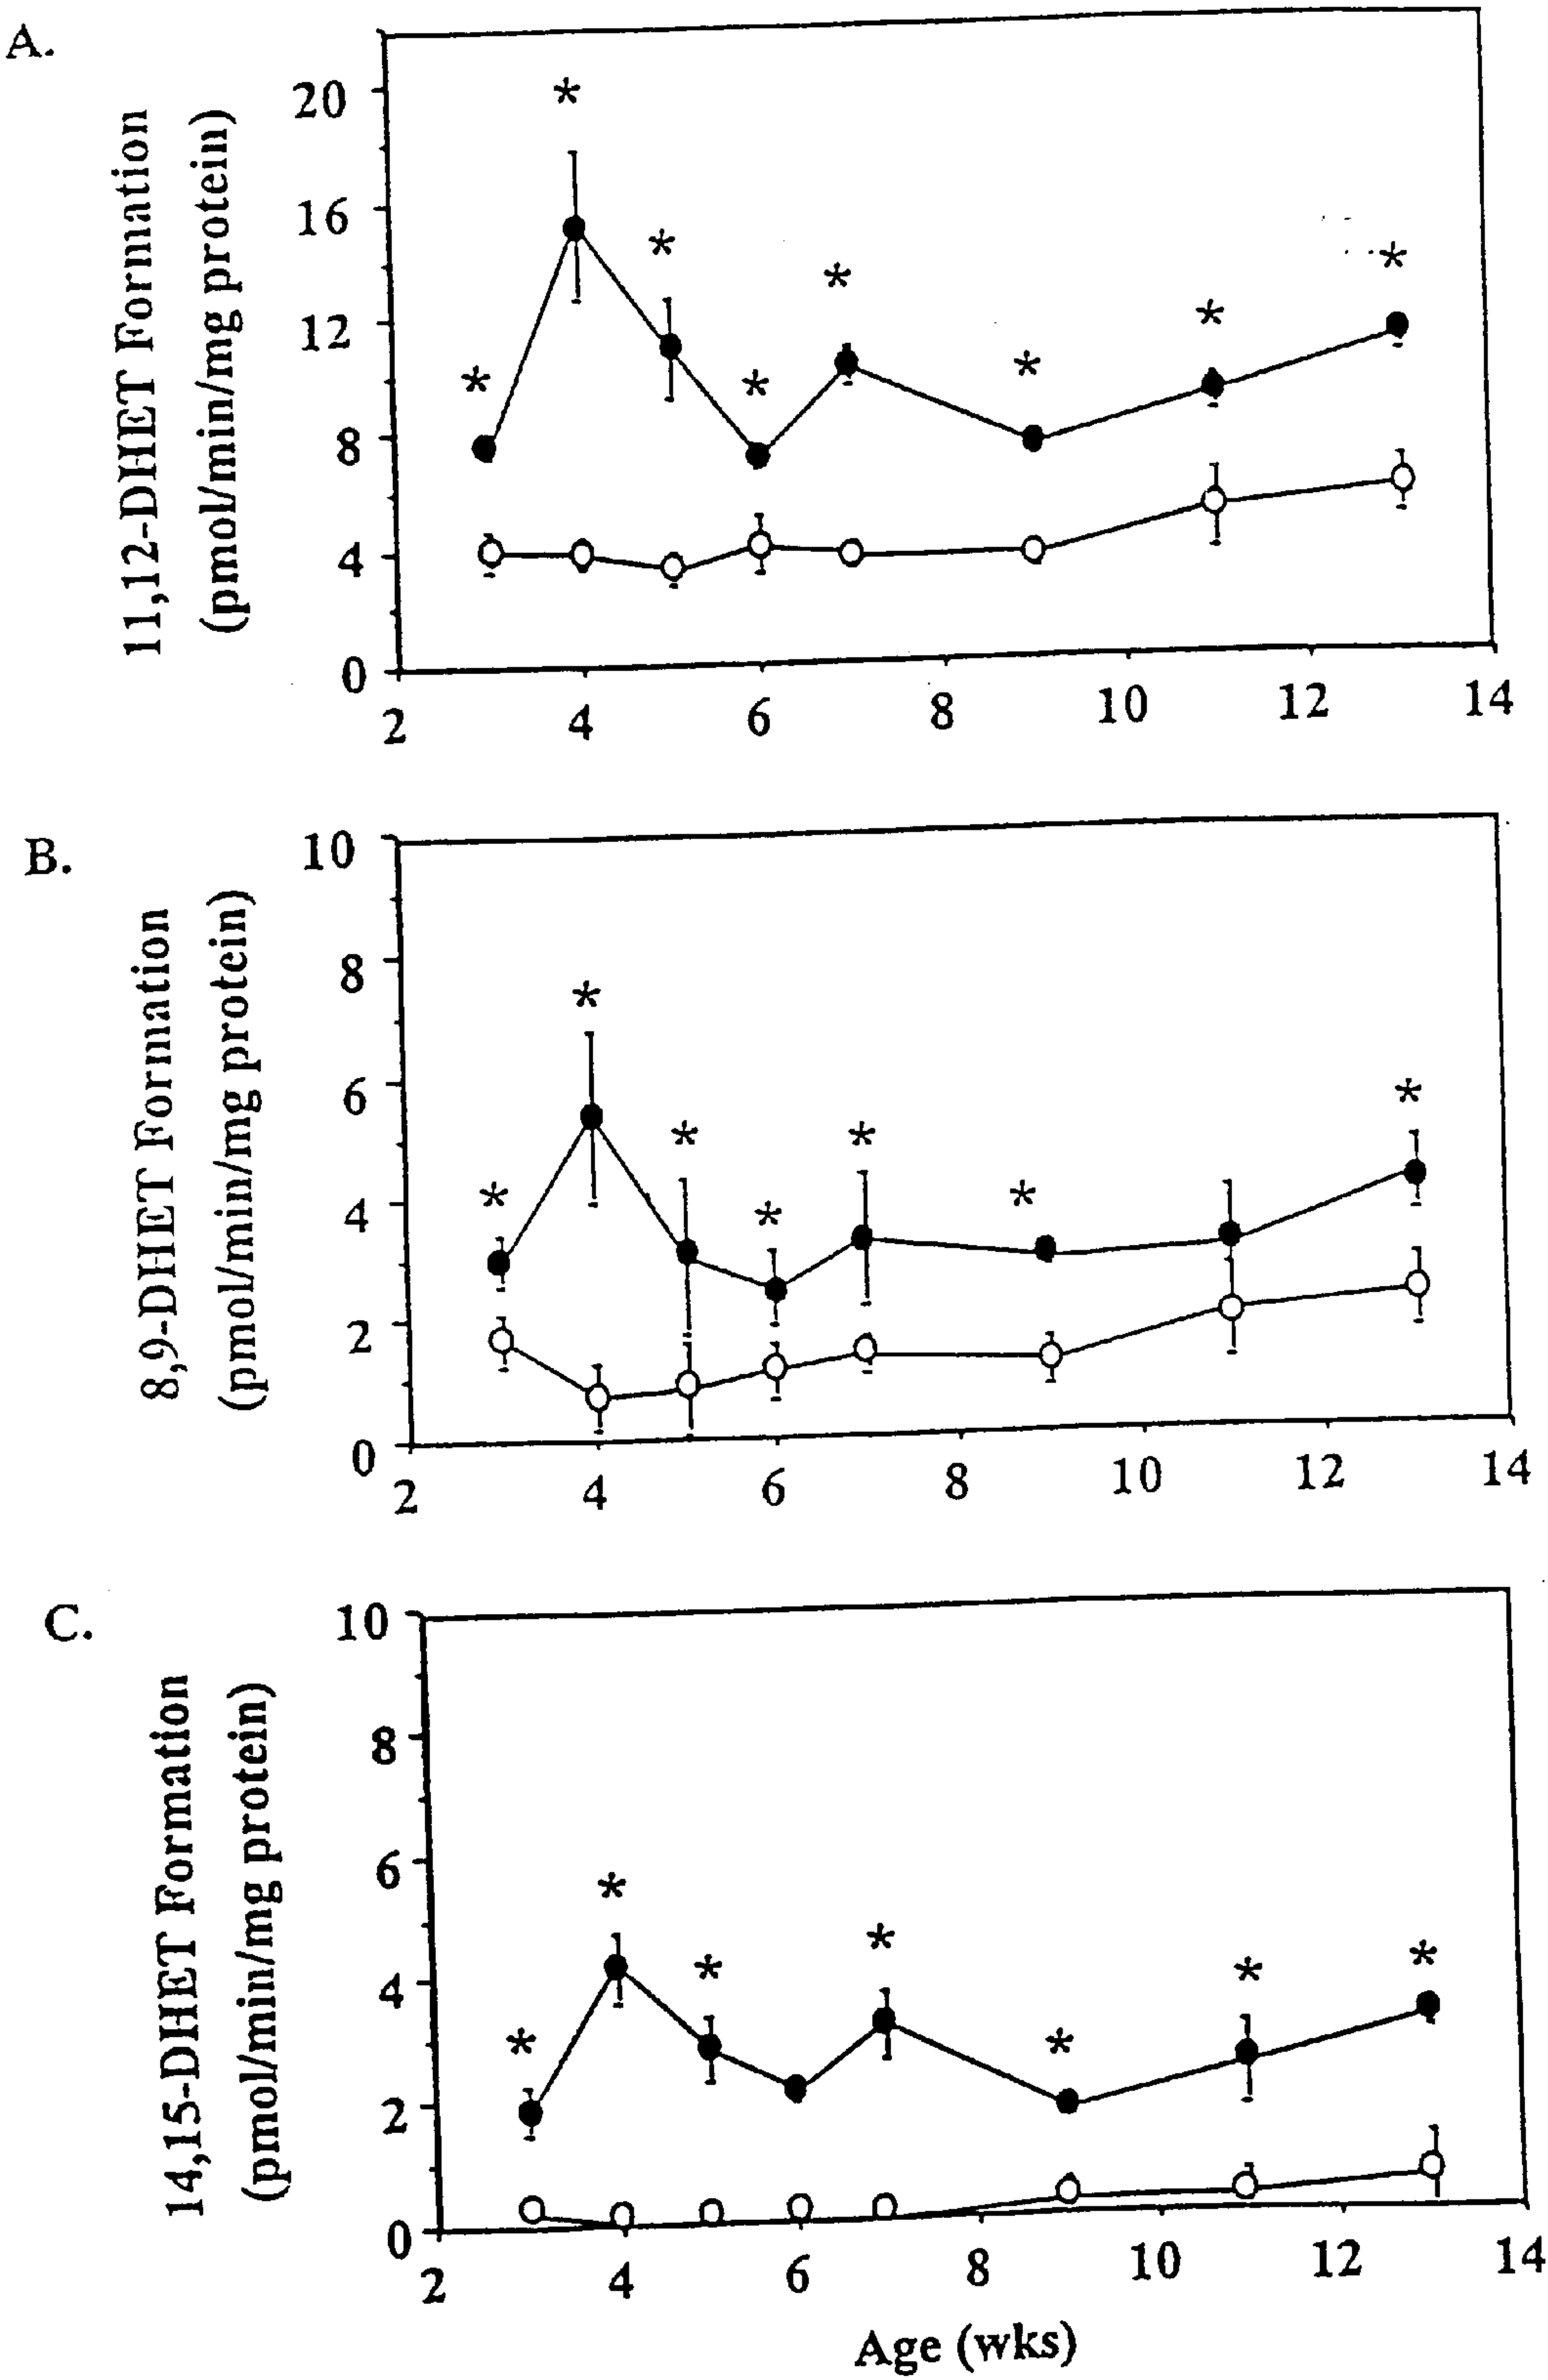 A.
11,12-DHET Formation
(pmol/min/mg protein)
20
16
12
8
4
0
* * * * * * * *
2 4 6 8 10 12 14
B.
8,9-DHET Formation
(pmol/min/mg protein)
10
8
6
4
2
0
* * * * * * *
2 4 6 8 10 12 14
C.
14,15-DHET Formation
(pmol/min/mg protein)
10
8
6
4
2
0
* * * * * * *
2 4 6 8 10 12 14
Age (wks)